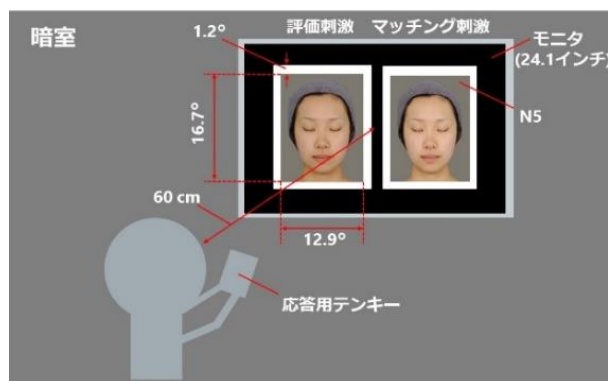 暗室
1.2°
評価刺激
マッチング刺激
モニタ
(24.1インチ)
16.7°
N5
60 cm
12.9°
応答用テンキー